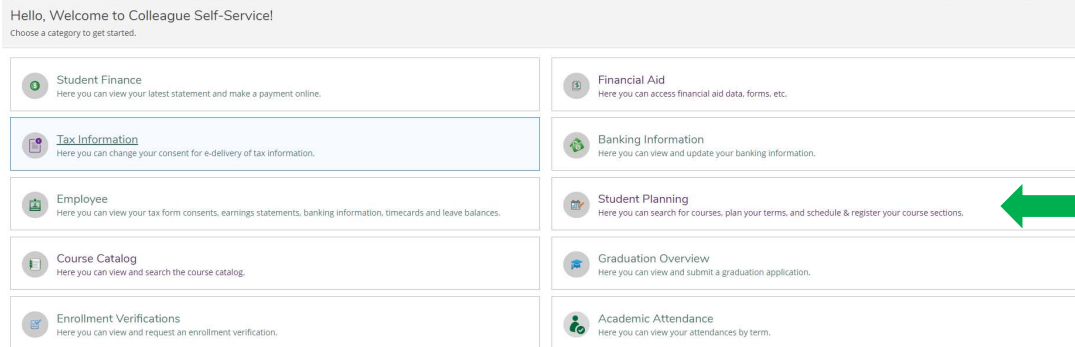 Hello, Welcome to Colleague Self-Service!
Choose a category to get started.
Student Finance
Here you can view your latest statement and make a payment online.
Financial Aid
Here you can access financial aid data, forms, etc.
Tax Information
Here you can change your consent for e-delivery of tax information.
Banking Information
Here you can view and update your banking information.
Employee
Here you can view your tax form consents, earnings statements, banking information, timecards and leave balances.
Student Planning
Here you can search for courses, plan your terms, and schedule & register your course sections.
Course Catalog
Here you can view and search the course catalog.
Graduation Overview
Here you can view and submit a graduation application.
Enrollment Verifications
Here you can view and request an enrollment verification.
Academic Attendance
Here you can view your attendances by term.